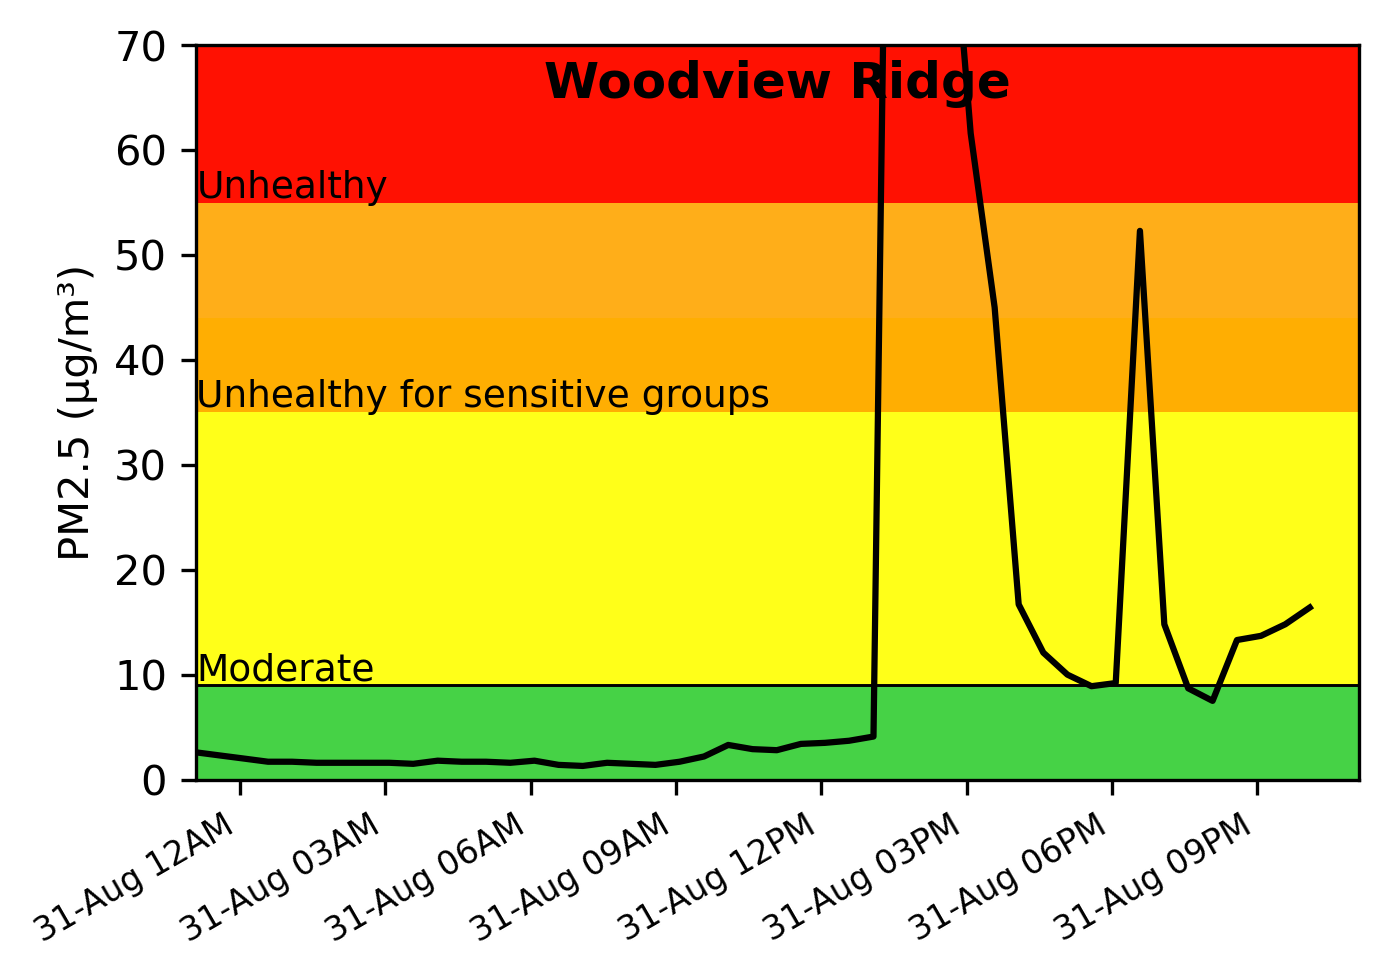 Woodview Ridge
PM2.5 (µg/m³)
70
60
50
40
30
20
10
0
Unhealthy
Unhealthy for sensitive groups
Moderate
31-Aug 12AM
31-Aug 03AM
31-Aug 06AM
31-Aug 09AM
31-Aug 12PM
31-Aug 03PM
31-Aug 06PM
31-Aug 09PM